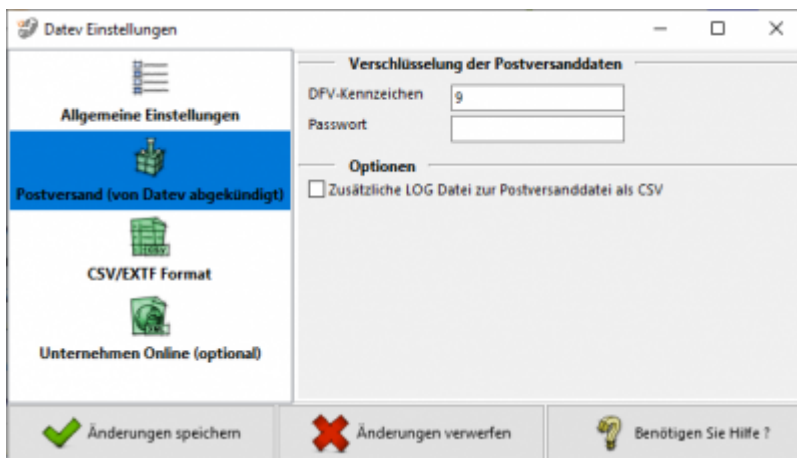 Datev Einstellungen
Allgemeine Einstellungen
Postversand (von Datev abgekündigt)
CSV/EXTF Format
Unternehmen Online (optional)
Verschlüsselung der Postversanddaten
DFV-Kennzeichen 9
Passwort
Optionen
Zusätzliche LOG Datei zur Postversanddatei als CSV
Änderungen speichern
Änderungen verwerfen
Benötigen Sie Hilfe ?